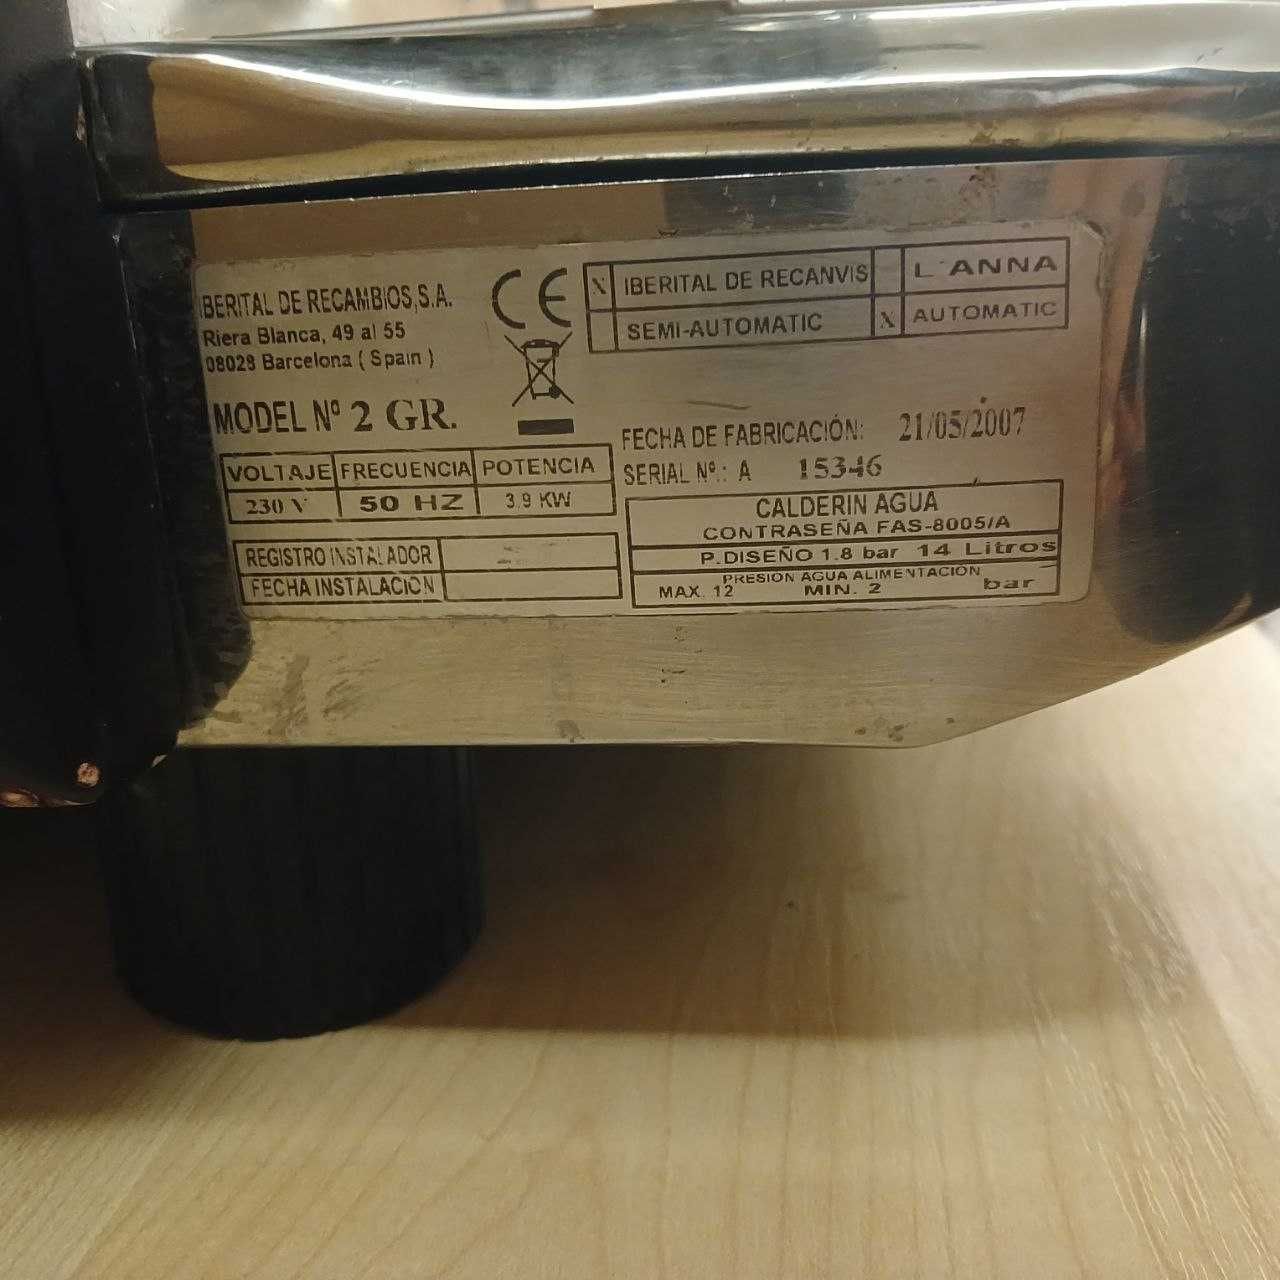 IBERITAL DE RECAMBIOS,S.A.
Riera Blanca, 49 al 55
08028 Barcelona ( Spain )
CE
X IBERITAL DE RECANVIS L´ANNA
SEMI-AUTOMATIC X AUTOMATIC
MODEL Nº 2 GR.
VOLTAJE FRECUENCIA POTENCIA
230 V 50 HZ 3.9 KW
REGISTRO INSTALADOR
FECHA INSTALACIÓN
FECHA DE FABRICACIÓN: 21/05/2007
SERIAL Nº.: A 15346
CALDERIN AGUA
CONTRASEÑA FAS-8005/A
P.DISEÑO 1.8 bar 14 Litros
PRESION AGUA ALIMENTACIÓN
MAX. 12 MIN. 2 bar